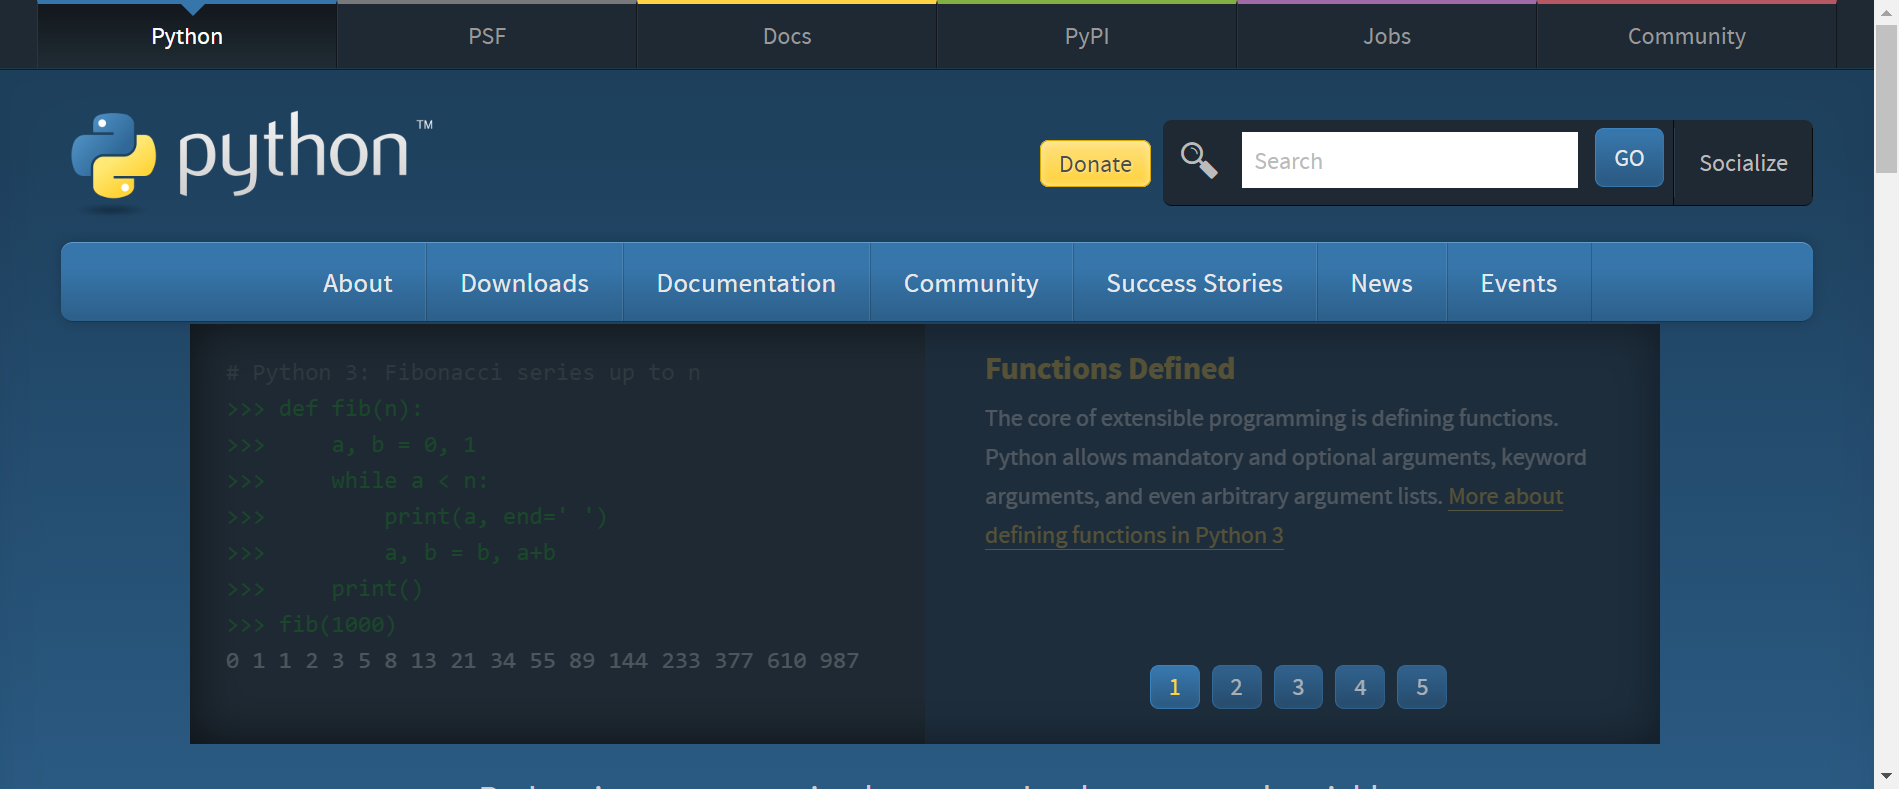 Python PSF Docs PyPI Jobs Community
python™
Donate Search GO Socialize
About Downloads Documentation Community Success Stories News Events
# Python 3: Fibonacci series up to n
>>> def fib(n):
>>>     a, b = 0, 1
>>>     while a < n:
>>>         print(a, end=' ')
>>>         a, b = b, a+b
>>>     print()
>>> fib(1000)
0 1 1 2 3 5 8 13 21 34 55 89 144 233 377 610 987
Functions Defined
The core of extensible programming is defining functions.
Python allows mandatory and optional arguments, keyword
arguments, and even arbitrary argument lists. More about
defining functions in Python 3
1 2 3 4 5